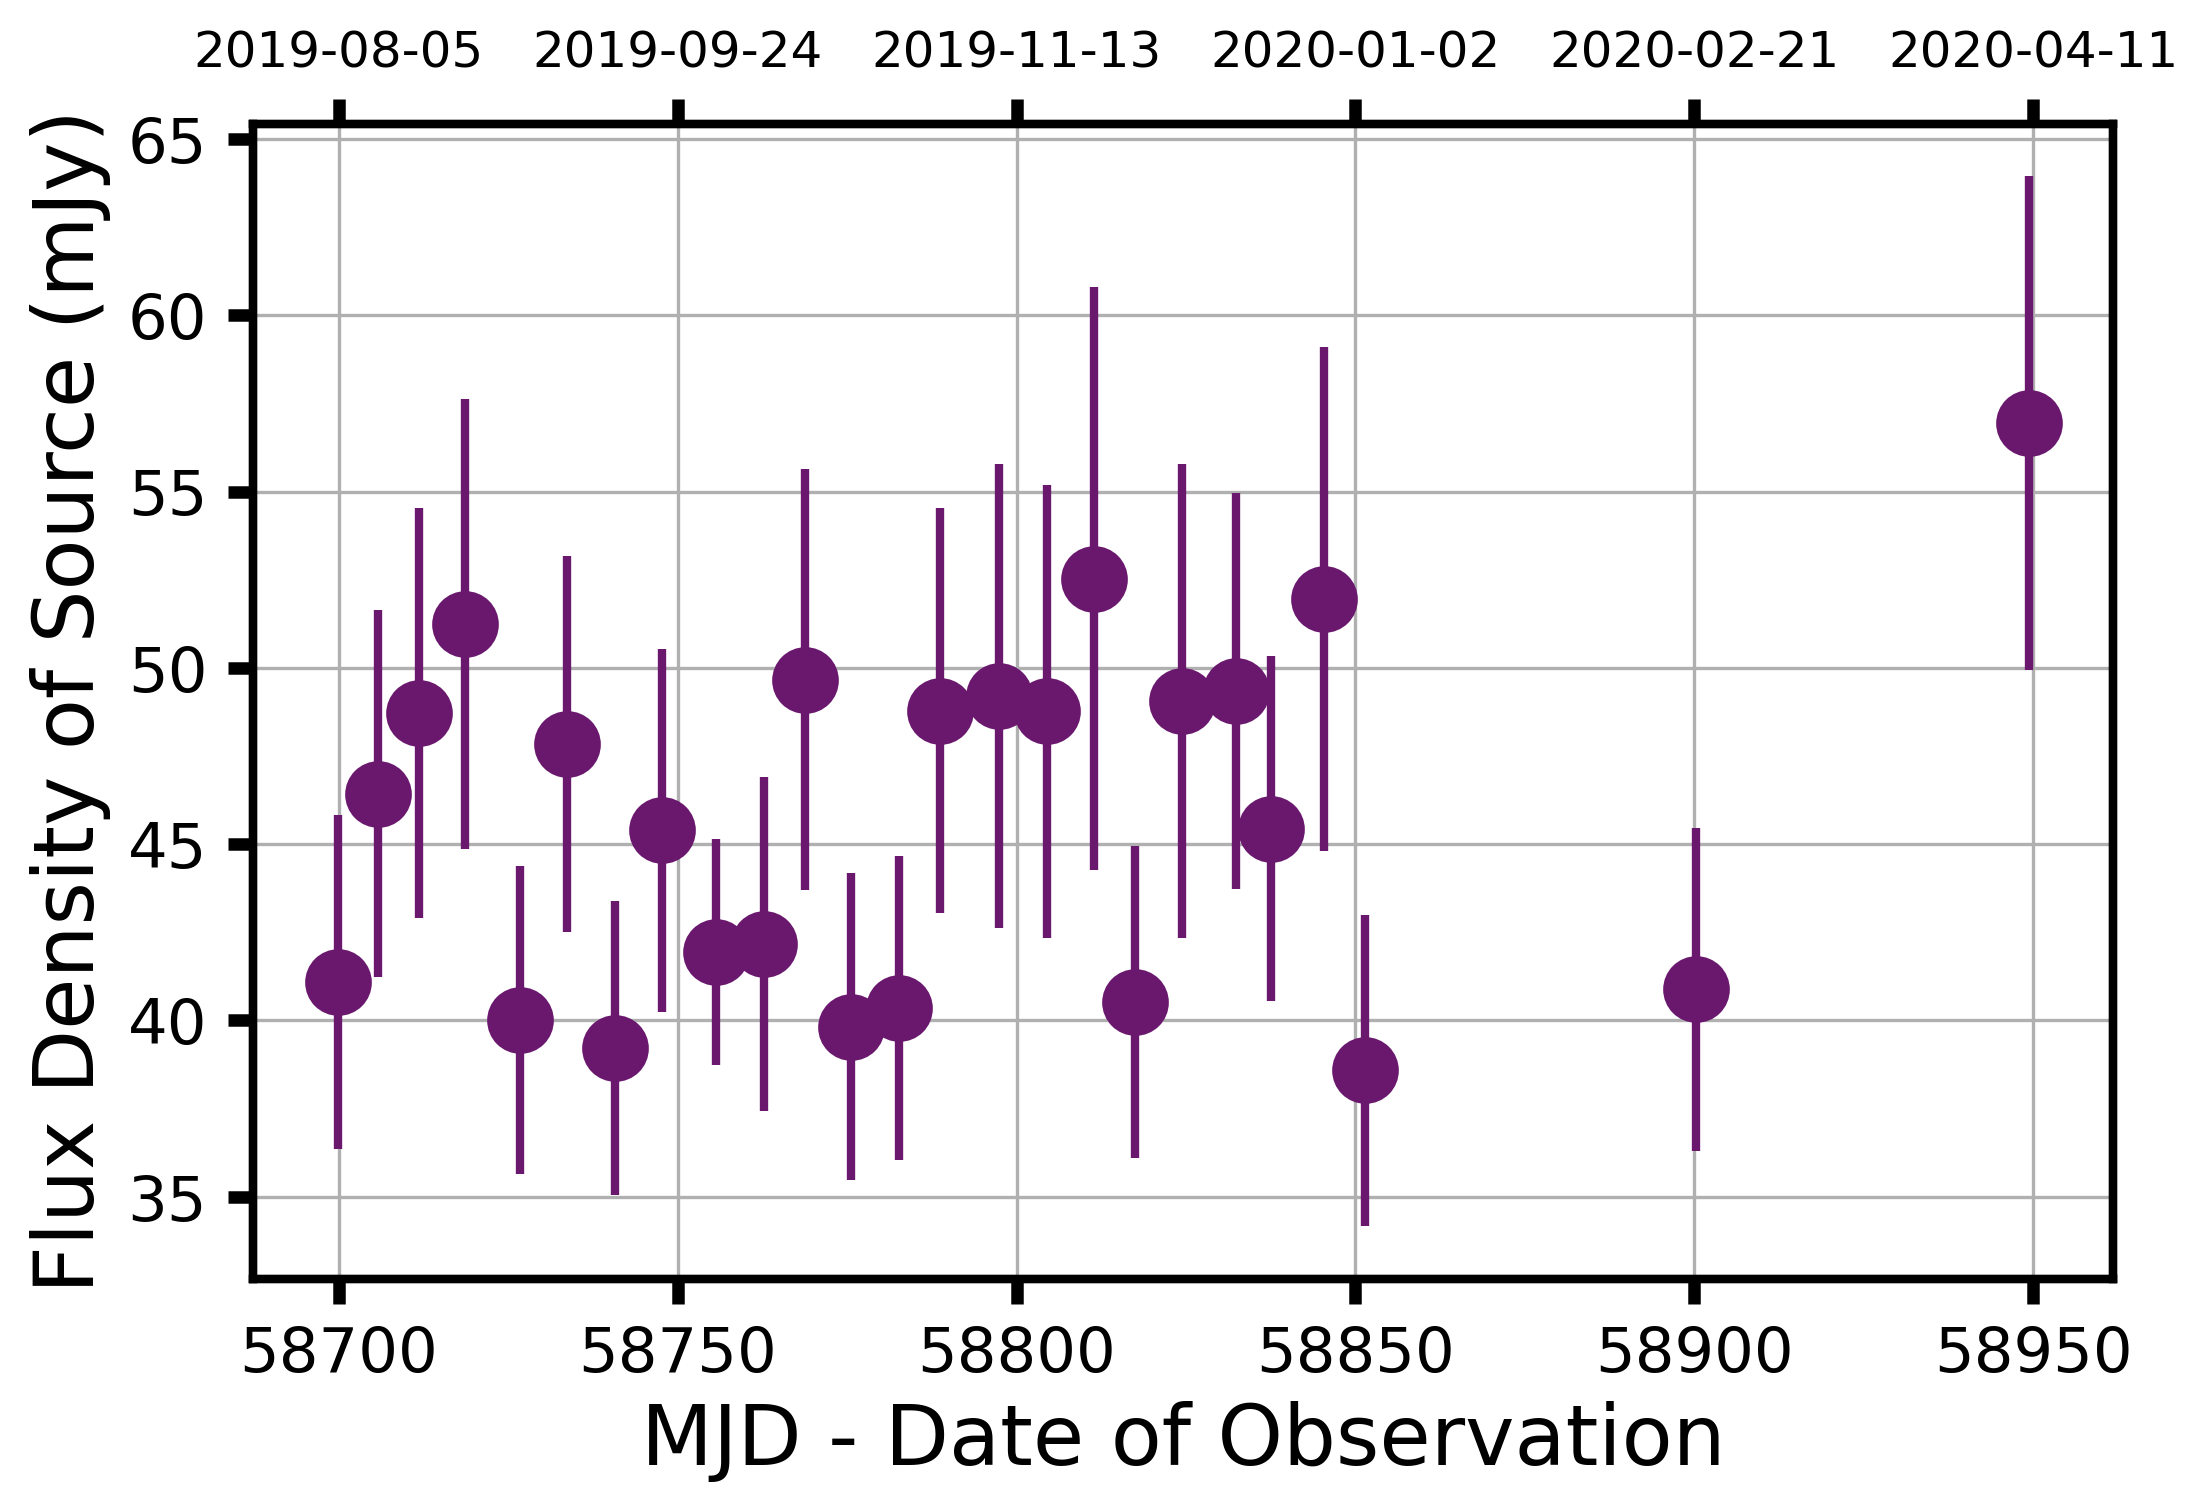 2019-08-05 2019-09-24 2019-11-13 2020-01-02 2020-02-21 2020-04-11
Flux Density of Source (mJy)
65
60
55
50
45
40
35
58700 58750 58800 58850 58900 58950
MJD - Date of Observation